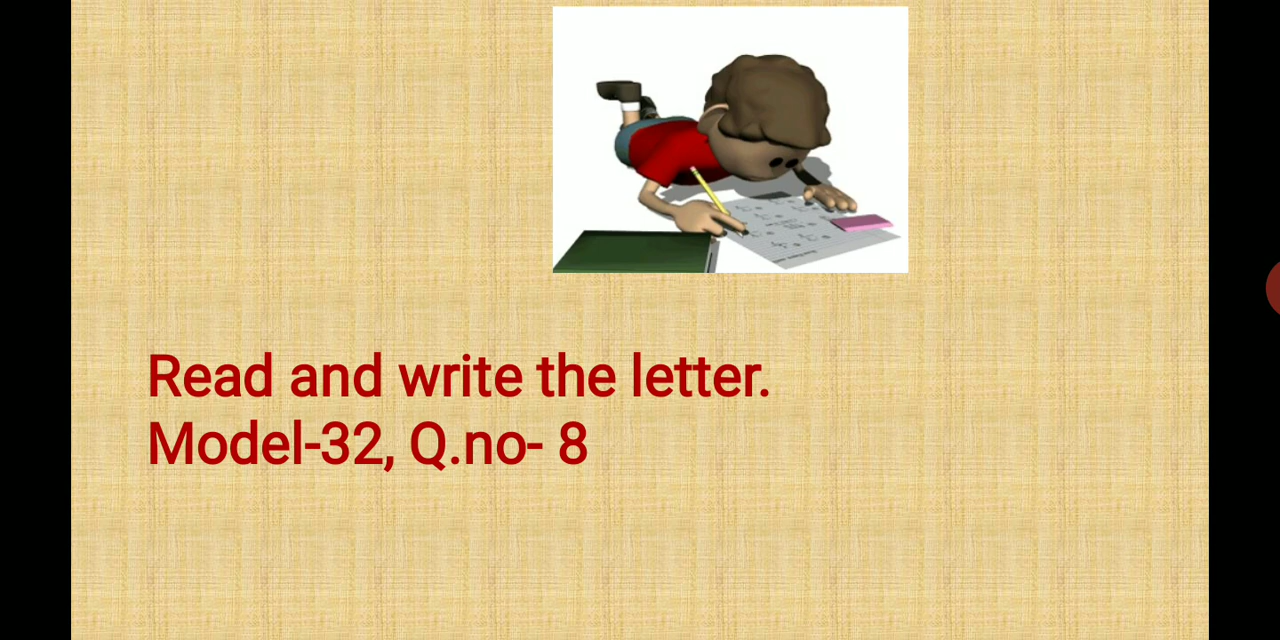 Read and write the letter.
Model-32, Q.no- 8